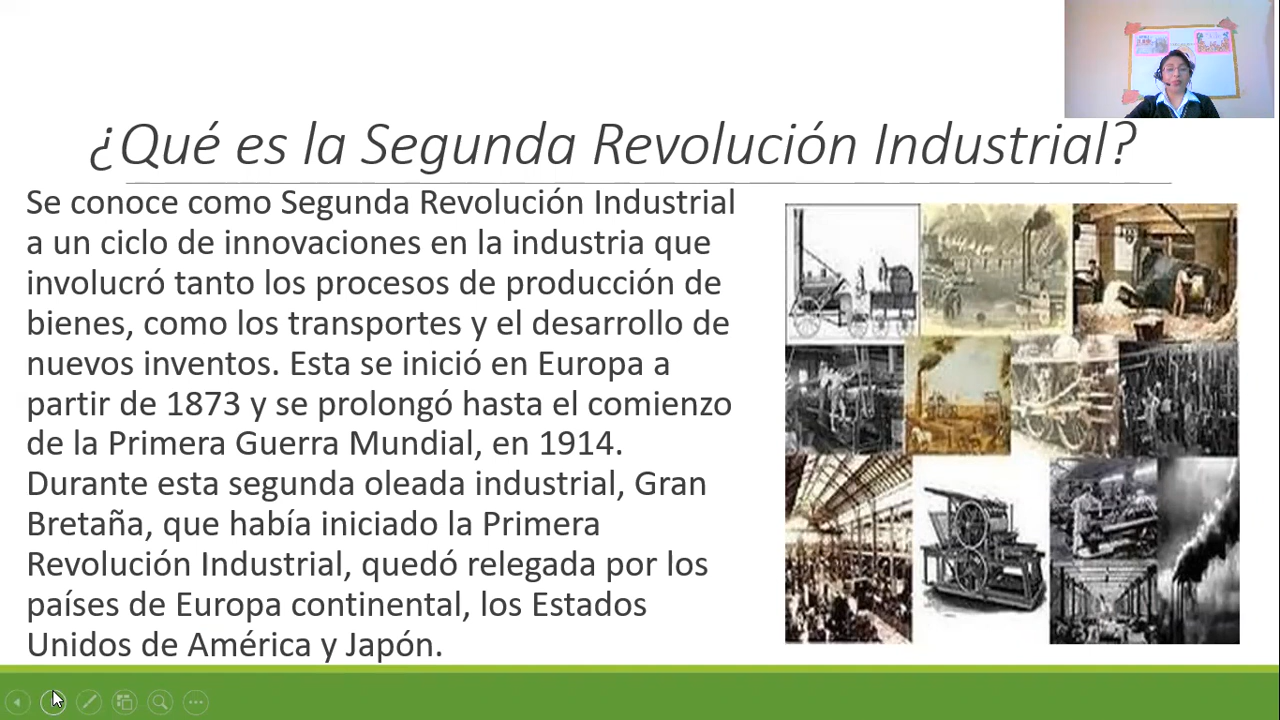 ¿Qué es la Segunda Revolución Industrial?
Se conoce como Segunda Revolución Industrial
a un ciclo de innovaciones en la industria que
involucró tanto los procesos de producción de
bienes, como los transportes y el desarrollo de
nuevos inventos. Esta se inició en Europa a
partir de 1873 y se prolongó hasta el comienzo
de la Primera Guerra Mundial, en 1914.
Durante esta segunda oleada industrial, Gran
Bretaña, que había iniciado la Primera
Revolución Industrial, quedó relegada por los
países de Europa continental, los Estados
Unidos de América y Japón.